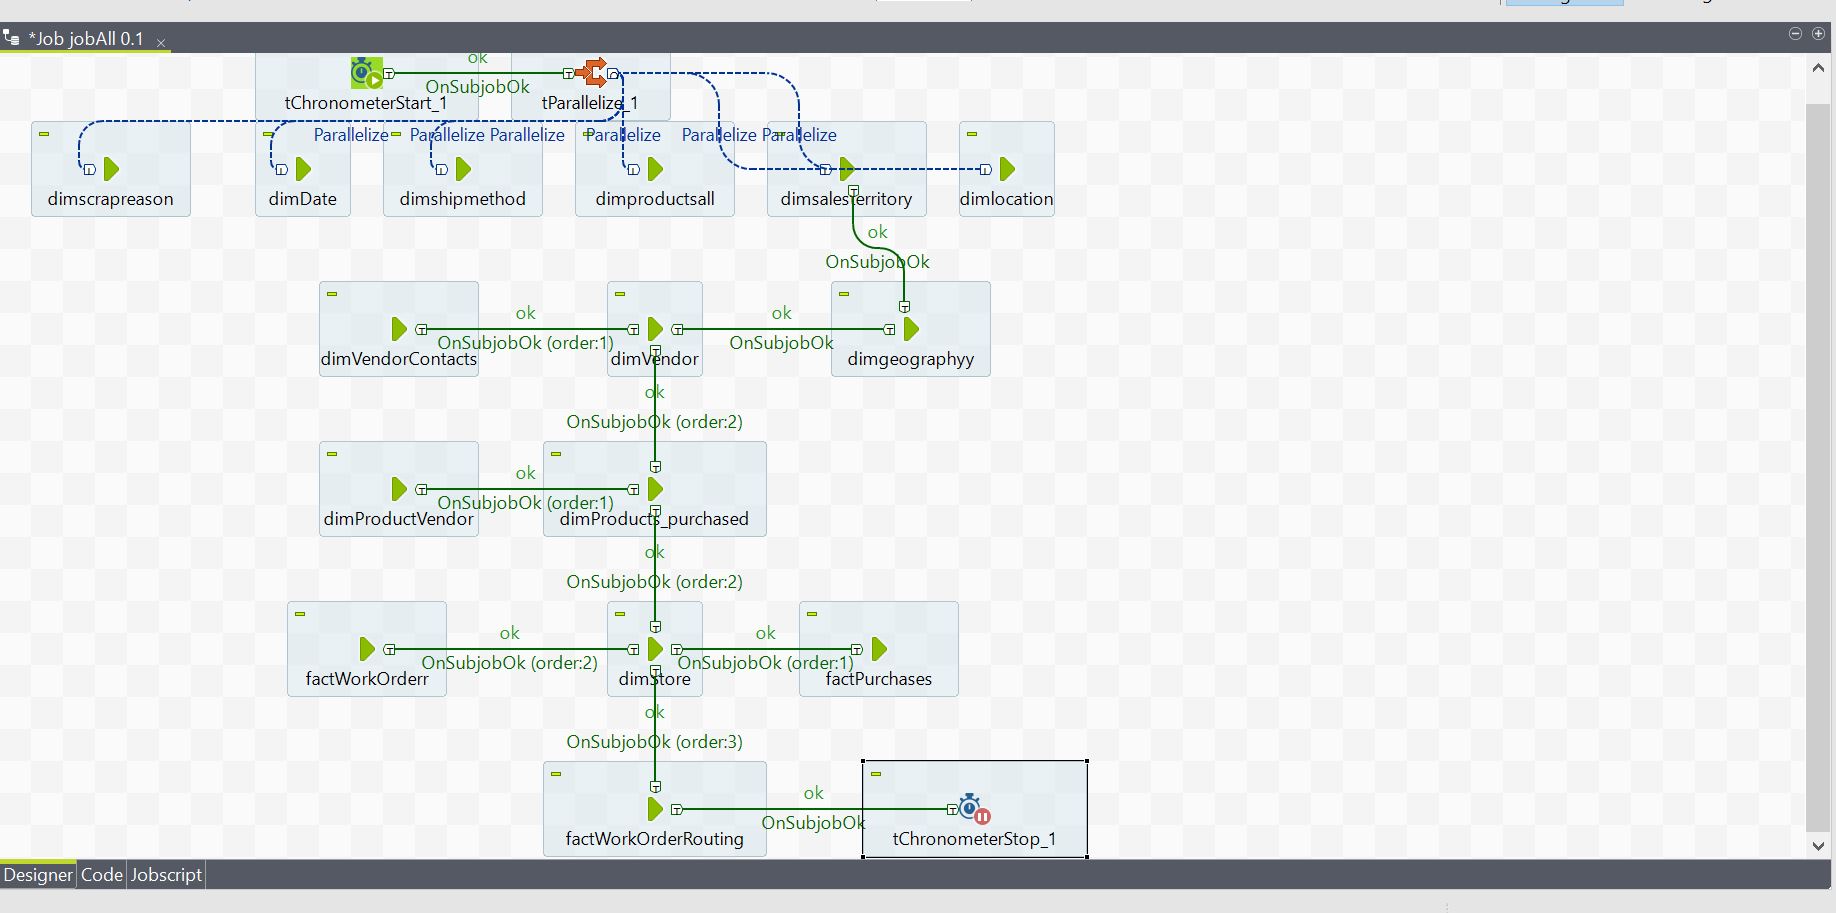 *Job jobAll 0.1
ok
OnSubjobOk
tChronometerStart_1
tParallelize_1
Parallelize
Parallelize
Parallelize
Parallelize
Parallelize
Parallelize
dimscrapreason
dimDate
dimshipmethod
dimproductsall
dimsalesterritory
dimlocation
ok
OnSubjobOk
ok
OnSubjobOk (order:1)
ok
OnSubjobOk
dimVendorContacts
dimVendor
dimgeographyy
ok
OnSubjobOk (order:2)
ok
OnSubjobOk (order:1)
dimProductVendor
dimProducts_purchased
ok
OnSubjobOk (order:2)
ok
OnSubjobOk (order:2)
ok
OnSubjobOk (order:1)
factWorkOrderr
dimStore
factPurchases
ok
OnSubjobOk (order:3)
ok
OnSubjobOk
factWorkOrderRouting
tChronometerStop_1
Designer
Code
Jobscript